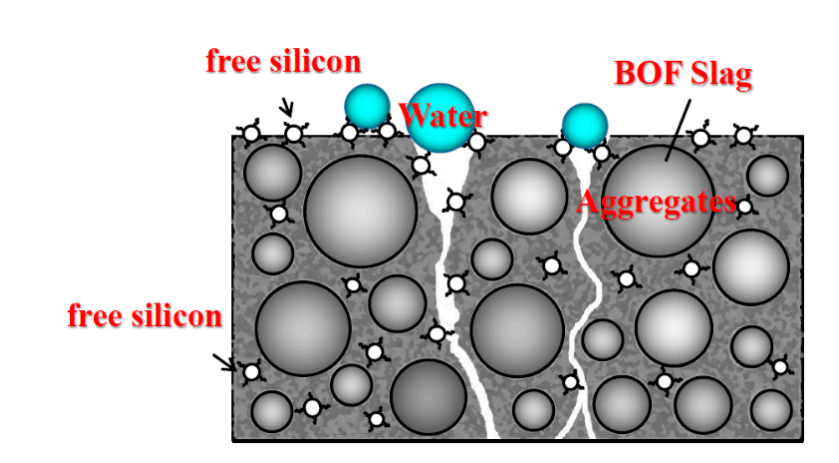 free silicon
BOF Slag
Water
Aggregates
free silicon